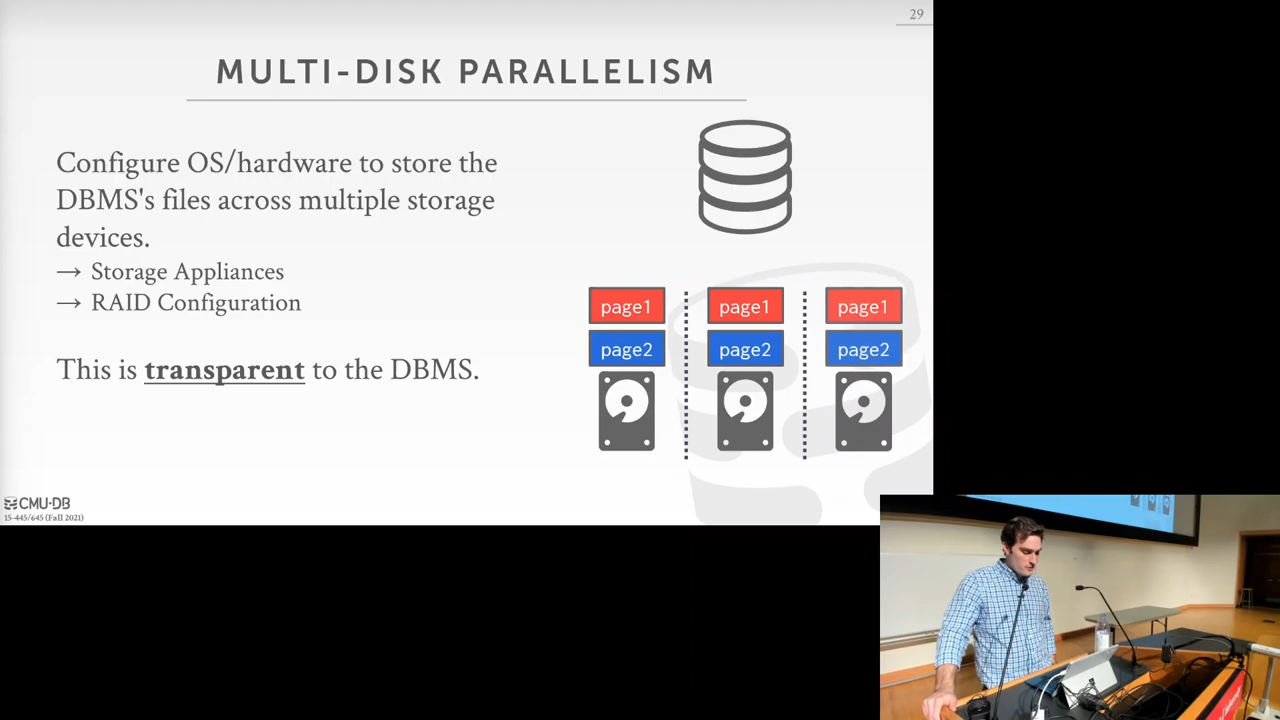 29
MULTI-DISK PARALLELISM
Configure OS/hardware to store the
DBMS's files across multiple storage
devices.
→ Storage Appliances
→ RAID Configuration
This is transparent to the DBMS.
page1 page1 page1
page2 page2 page2
CMU·DB
15-445/645 (Fall 2021)